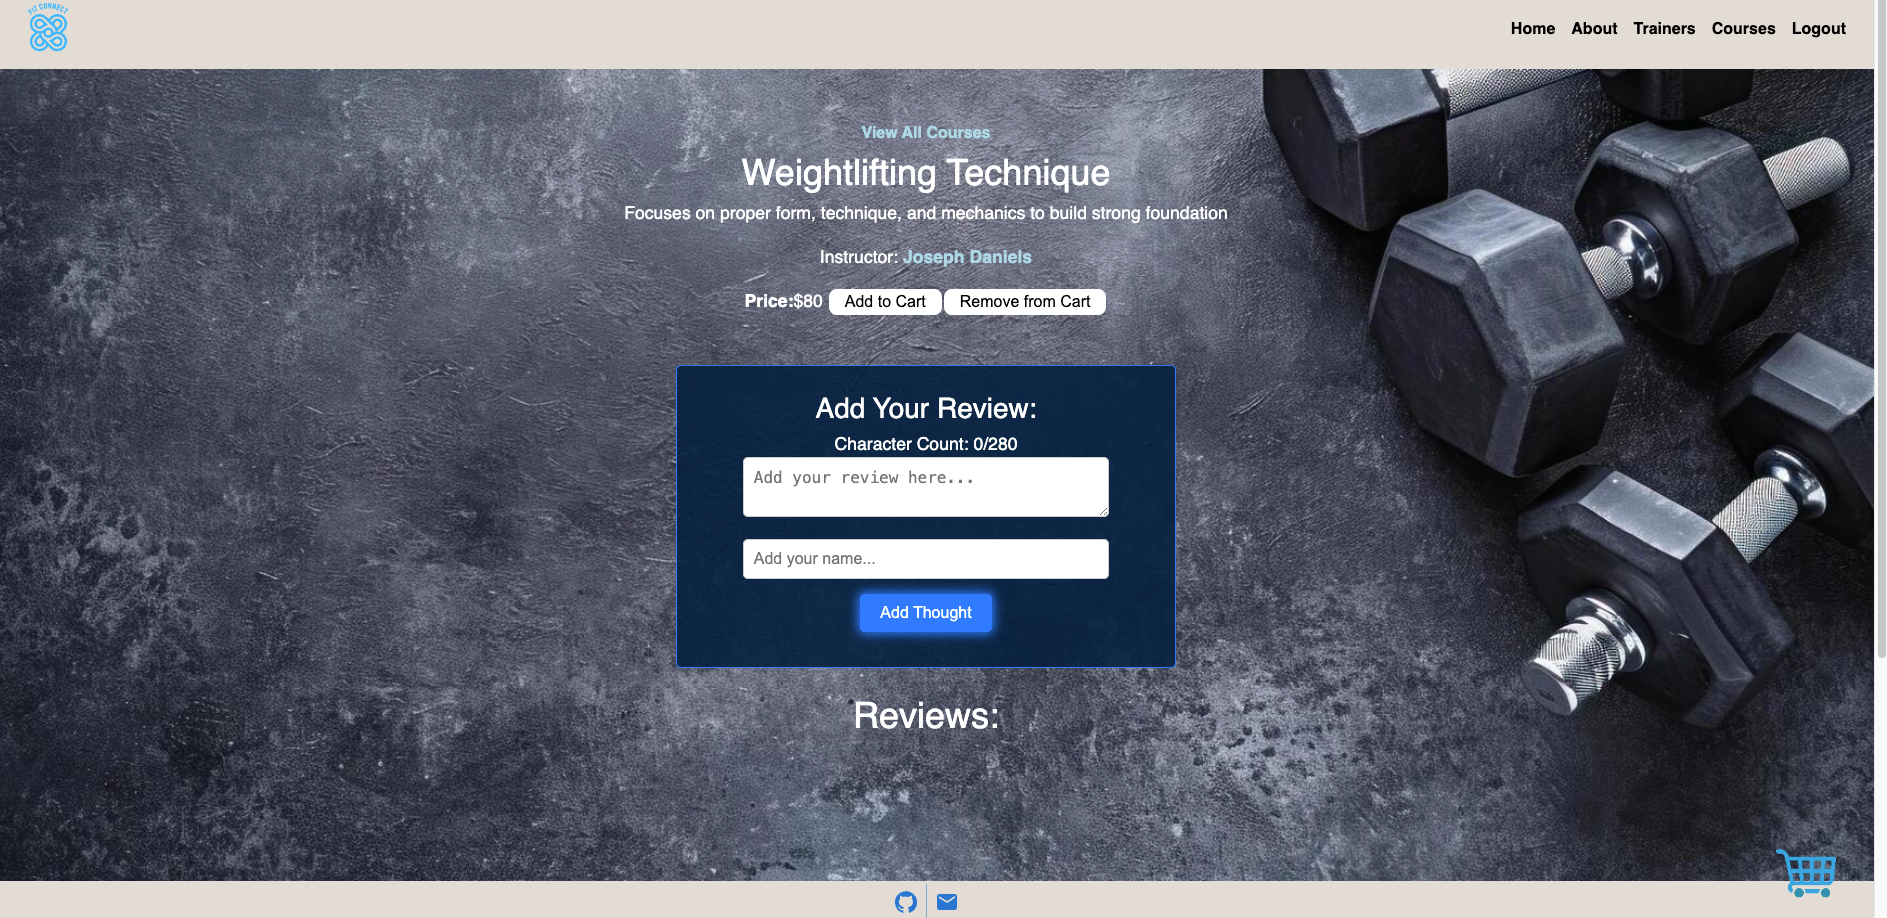 FIT CONNECT
Home About Trainers Courses Logout
View All Courses
Weightlifting Technique
Focuses on proper form, technique, and mechanics to build strong foundation
Instructor: Joseph Daniels
Price:$80 Add to Cart Remove from Cart
Add Your Review:
Character Count: 0/280
Add your review here...
Add your name...
Add Thought
Reviews: